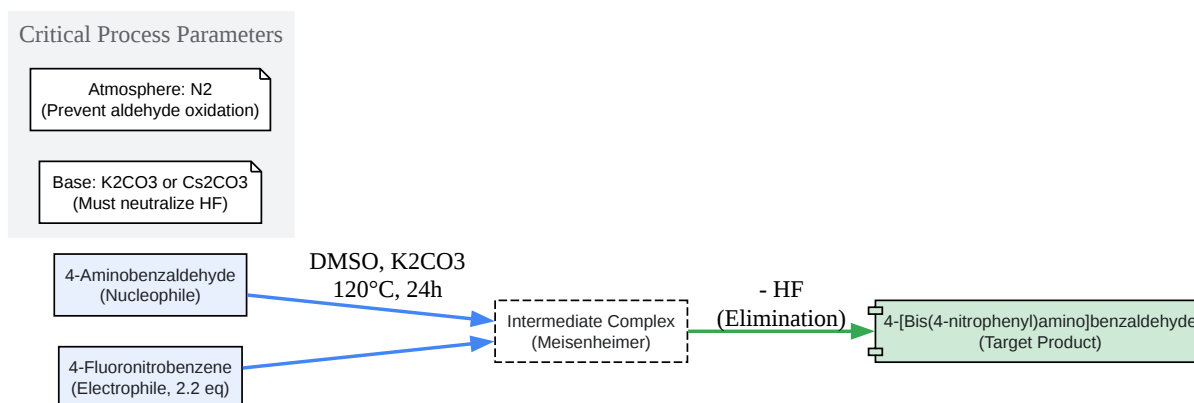 Critical Process Parameters
Atmosphere: N2
(Prevent aldehyde oxidation)
Base: K2CO3 or Cs2CO3
(Must neutralize HF)
4-Aminobenzaldehyde
(Nucleophile)
DMSO, K2CO3
120°C, 24h
4-Fluoronitrobenzene
(Electrophile, 2.2 eq)
Intermediate Complex
(Meisenheimer)
- HF
(Elimination)
4-[Bis(4-nitrophenyl)amino]benzaldehyde
(Target Product)